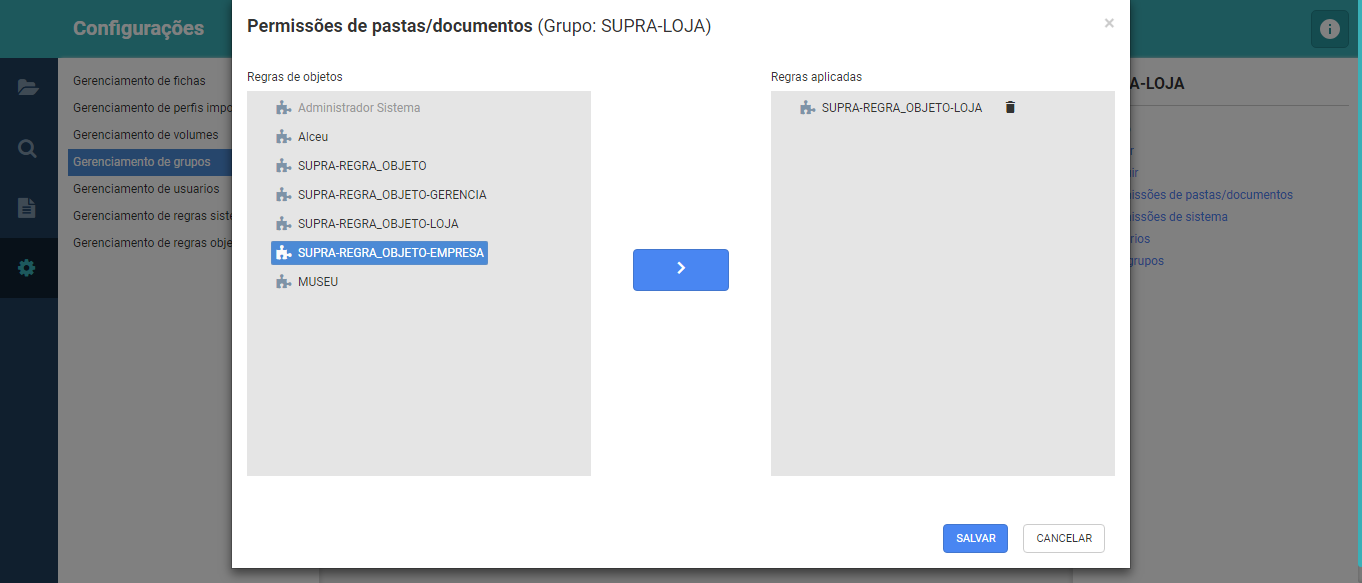 Configurações
Permissões de pastas/documentos (Grupo: SUPRA-LOJA)
×
Gerenciamento de fichas
Gerenciamento de perfis impo
Gerenciamento de volumes
Gerenciamento de grupos
Gerenciamento de usuarios
Gerenciamento de regras siste
Gerenciamento de regras obje
Regras de objetos
Administrador Sistema
Alceu
SUPRA-REGRA_OBJETO
SUPRA-REGRA_OBJETO-GERENCIA
SUPRA-REGRA_OBJETO-LOJA
SUPRA-REGRA_OBJETO-EMPRESA
MUSEU
Regras aplicadas
SUPRA-REGRA_OBJETO-LOJA
SALVAR
CANCELAR
A-LOJA
r
ir
issões de pastas/documentos
issões de sistema
rios
grupos